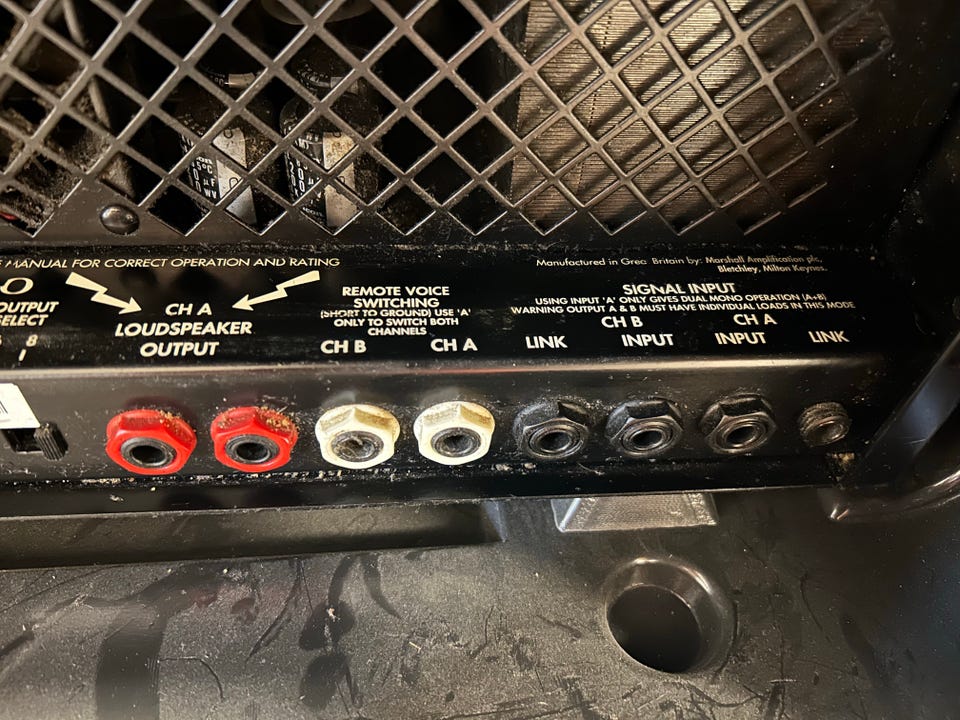 MANUAL FOR CORRECT OPERATION AND RATING
Manufactured in Grea Britain by: Marshall Amplification plc,
Bletchley, Milton Keynes.
OUTPUT
SELECT
8
CH A
LOUDSPEAKER
OUTPUT
REMOTE VOICE
SWITCHING
(SHORT TO GROUND) USE 'A'
ONLY TO SWITCH BOTH
CHANNELS
CH B CH A
SIGNAL INPUT
USING INPUT 'A' ONLY GIVES DUAL MONO OPERATION (A+B)
WARNING OUTPUT A & B MUST HAVE INDIVIDUAL LOADS IN THIS MODE
CH B CH A
LINK INPUT INPUT LINK